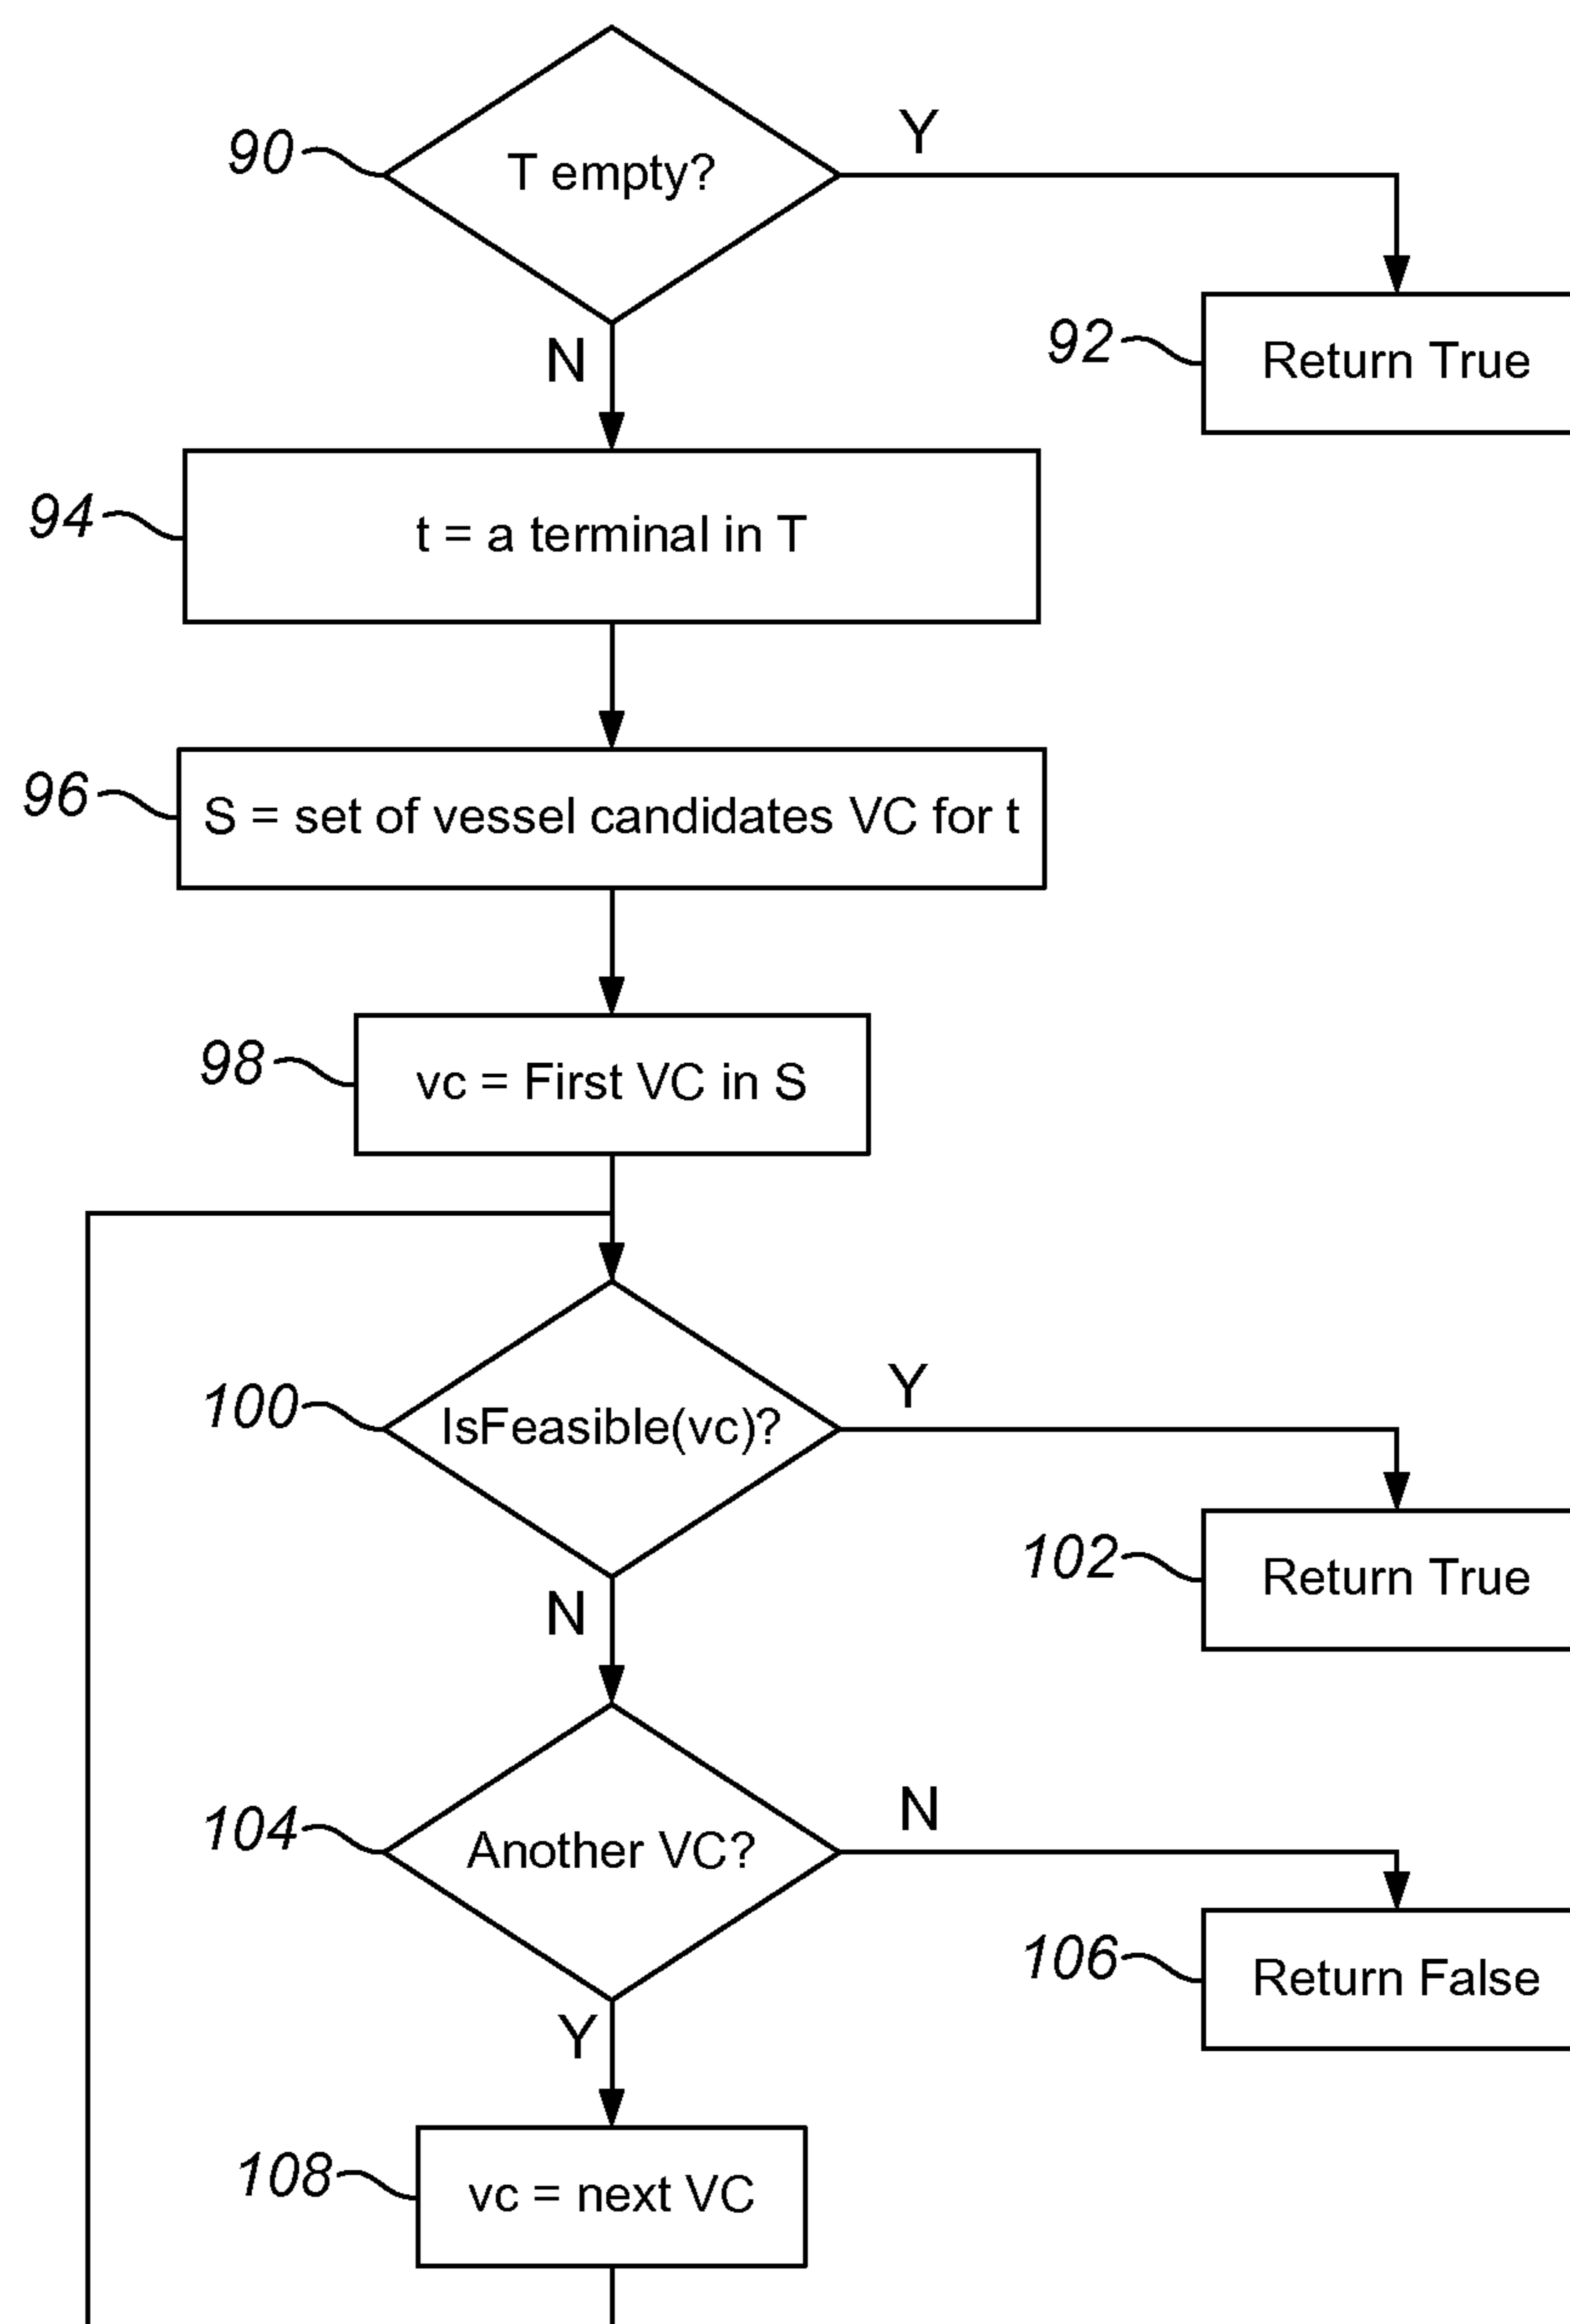 90
T empty?
Y
N
92
Return True
94
t = a terminal in T
96
S = set of vessel candidates VC for t
98
vc = First VC in S
100
IsFeasible(vc)?
Y
N
102
Return True
104
Another VC?
N
Y
106
Return False
108
vc = next VC